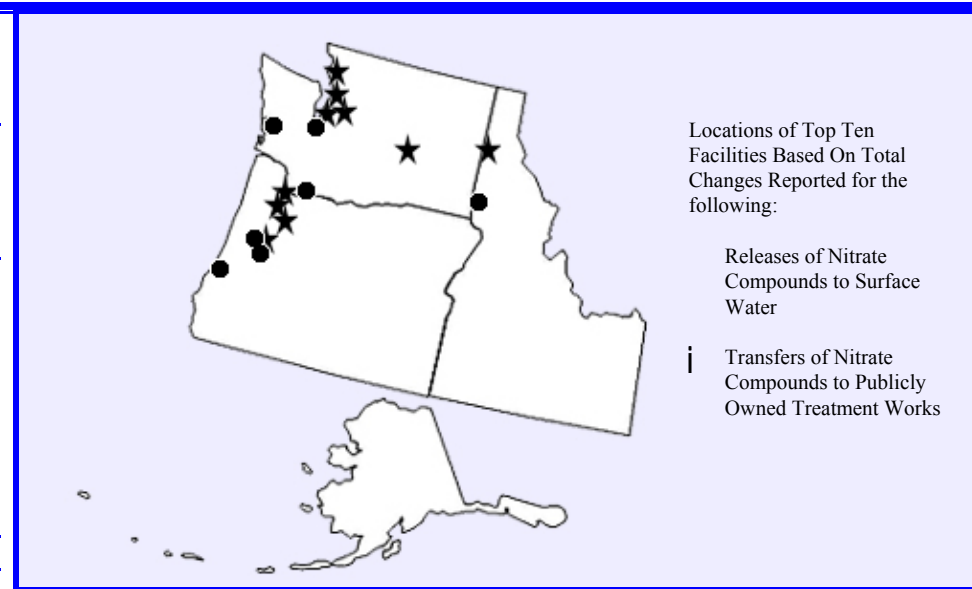 Locations of Top Ten
Facilities Based On Total
Changes Reported for the
following:
Releases of Nitrate
Compounds to Surface
Water
i Transfers of Nitrate
Compounds to Publicly
Owned Treatment Works